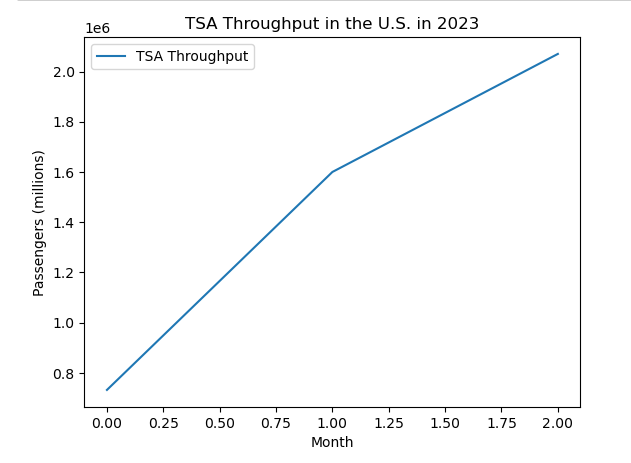 TSA Throughput in the U.S. in 2023
1e6
TSA Throughput
2.0
1.8
1.6
1.4
1.2
1.0
0.8
Passengers (millions)
0.00 0.25 0.50 0.75 1.00 1.25 1.50 1.75 2.00
Month